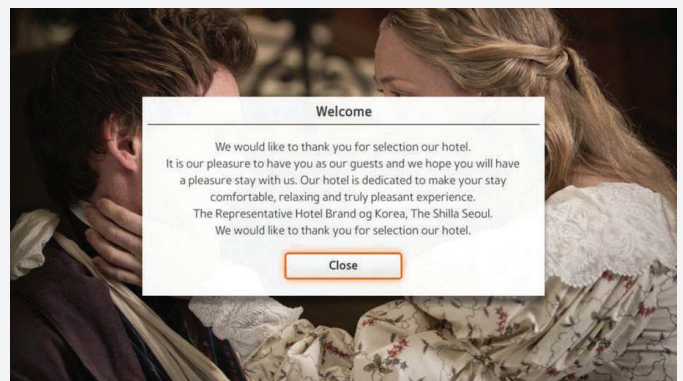 Welcome
We would like to thank you for selection our hotel.
It is our pleasure to have you as our guests and we hope you will have
a pleasure stay with us. Our hotel is dedicated to make your stay
comfortable, relaxing and truly pleasant experience.
The Representative Hotel Brand og Korea, The Shilla Seoul.
We would like to thank you for selection our hotel.
Close